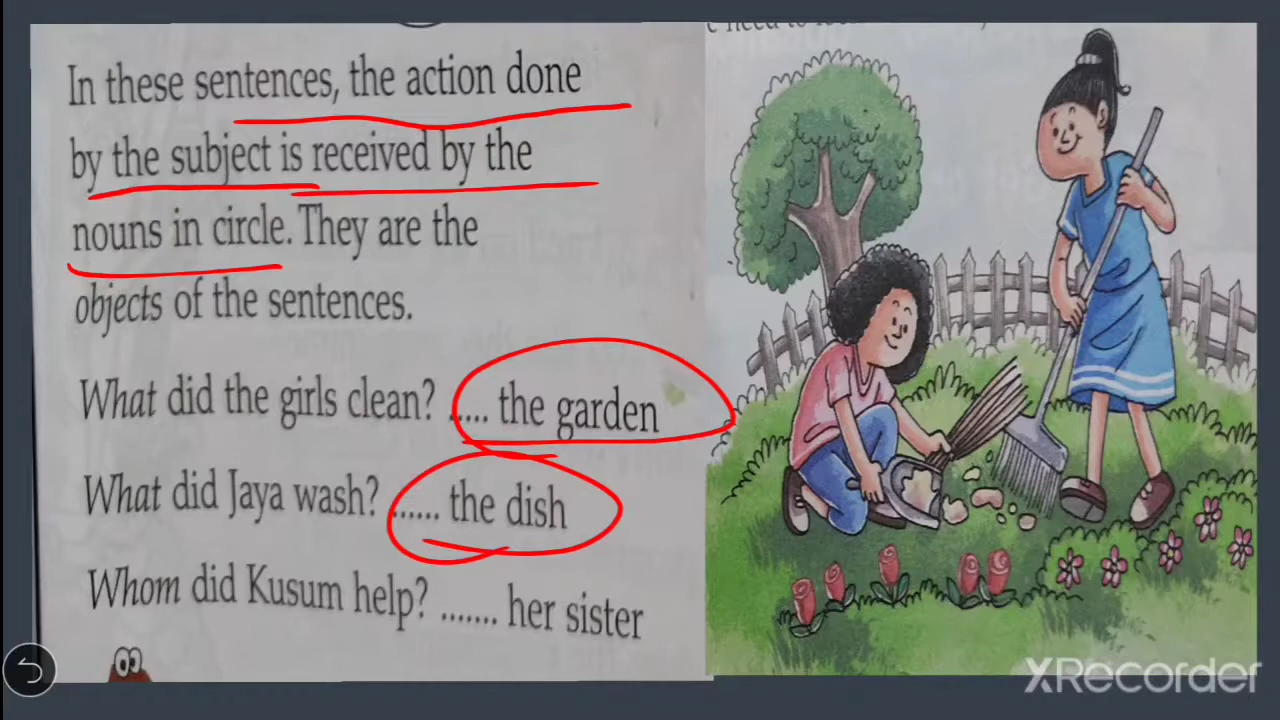 In these sentences, the action done
by the subject is received by the
nouns in circle. They are the
objects of the sentences.
What did the girls clean? ..... the garden
What did Jaya wash? ...... the dish
Whom did Kusum help? ....... her sister
XRecorder